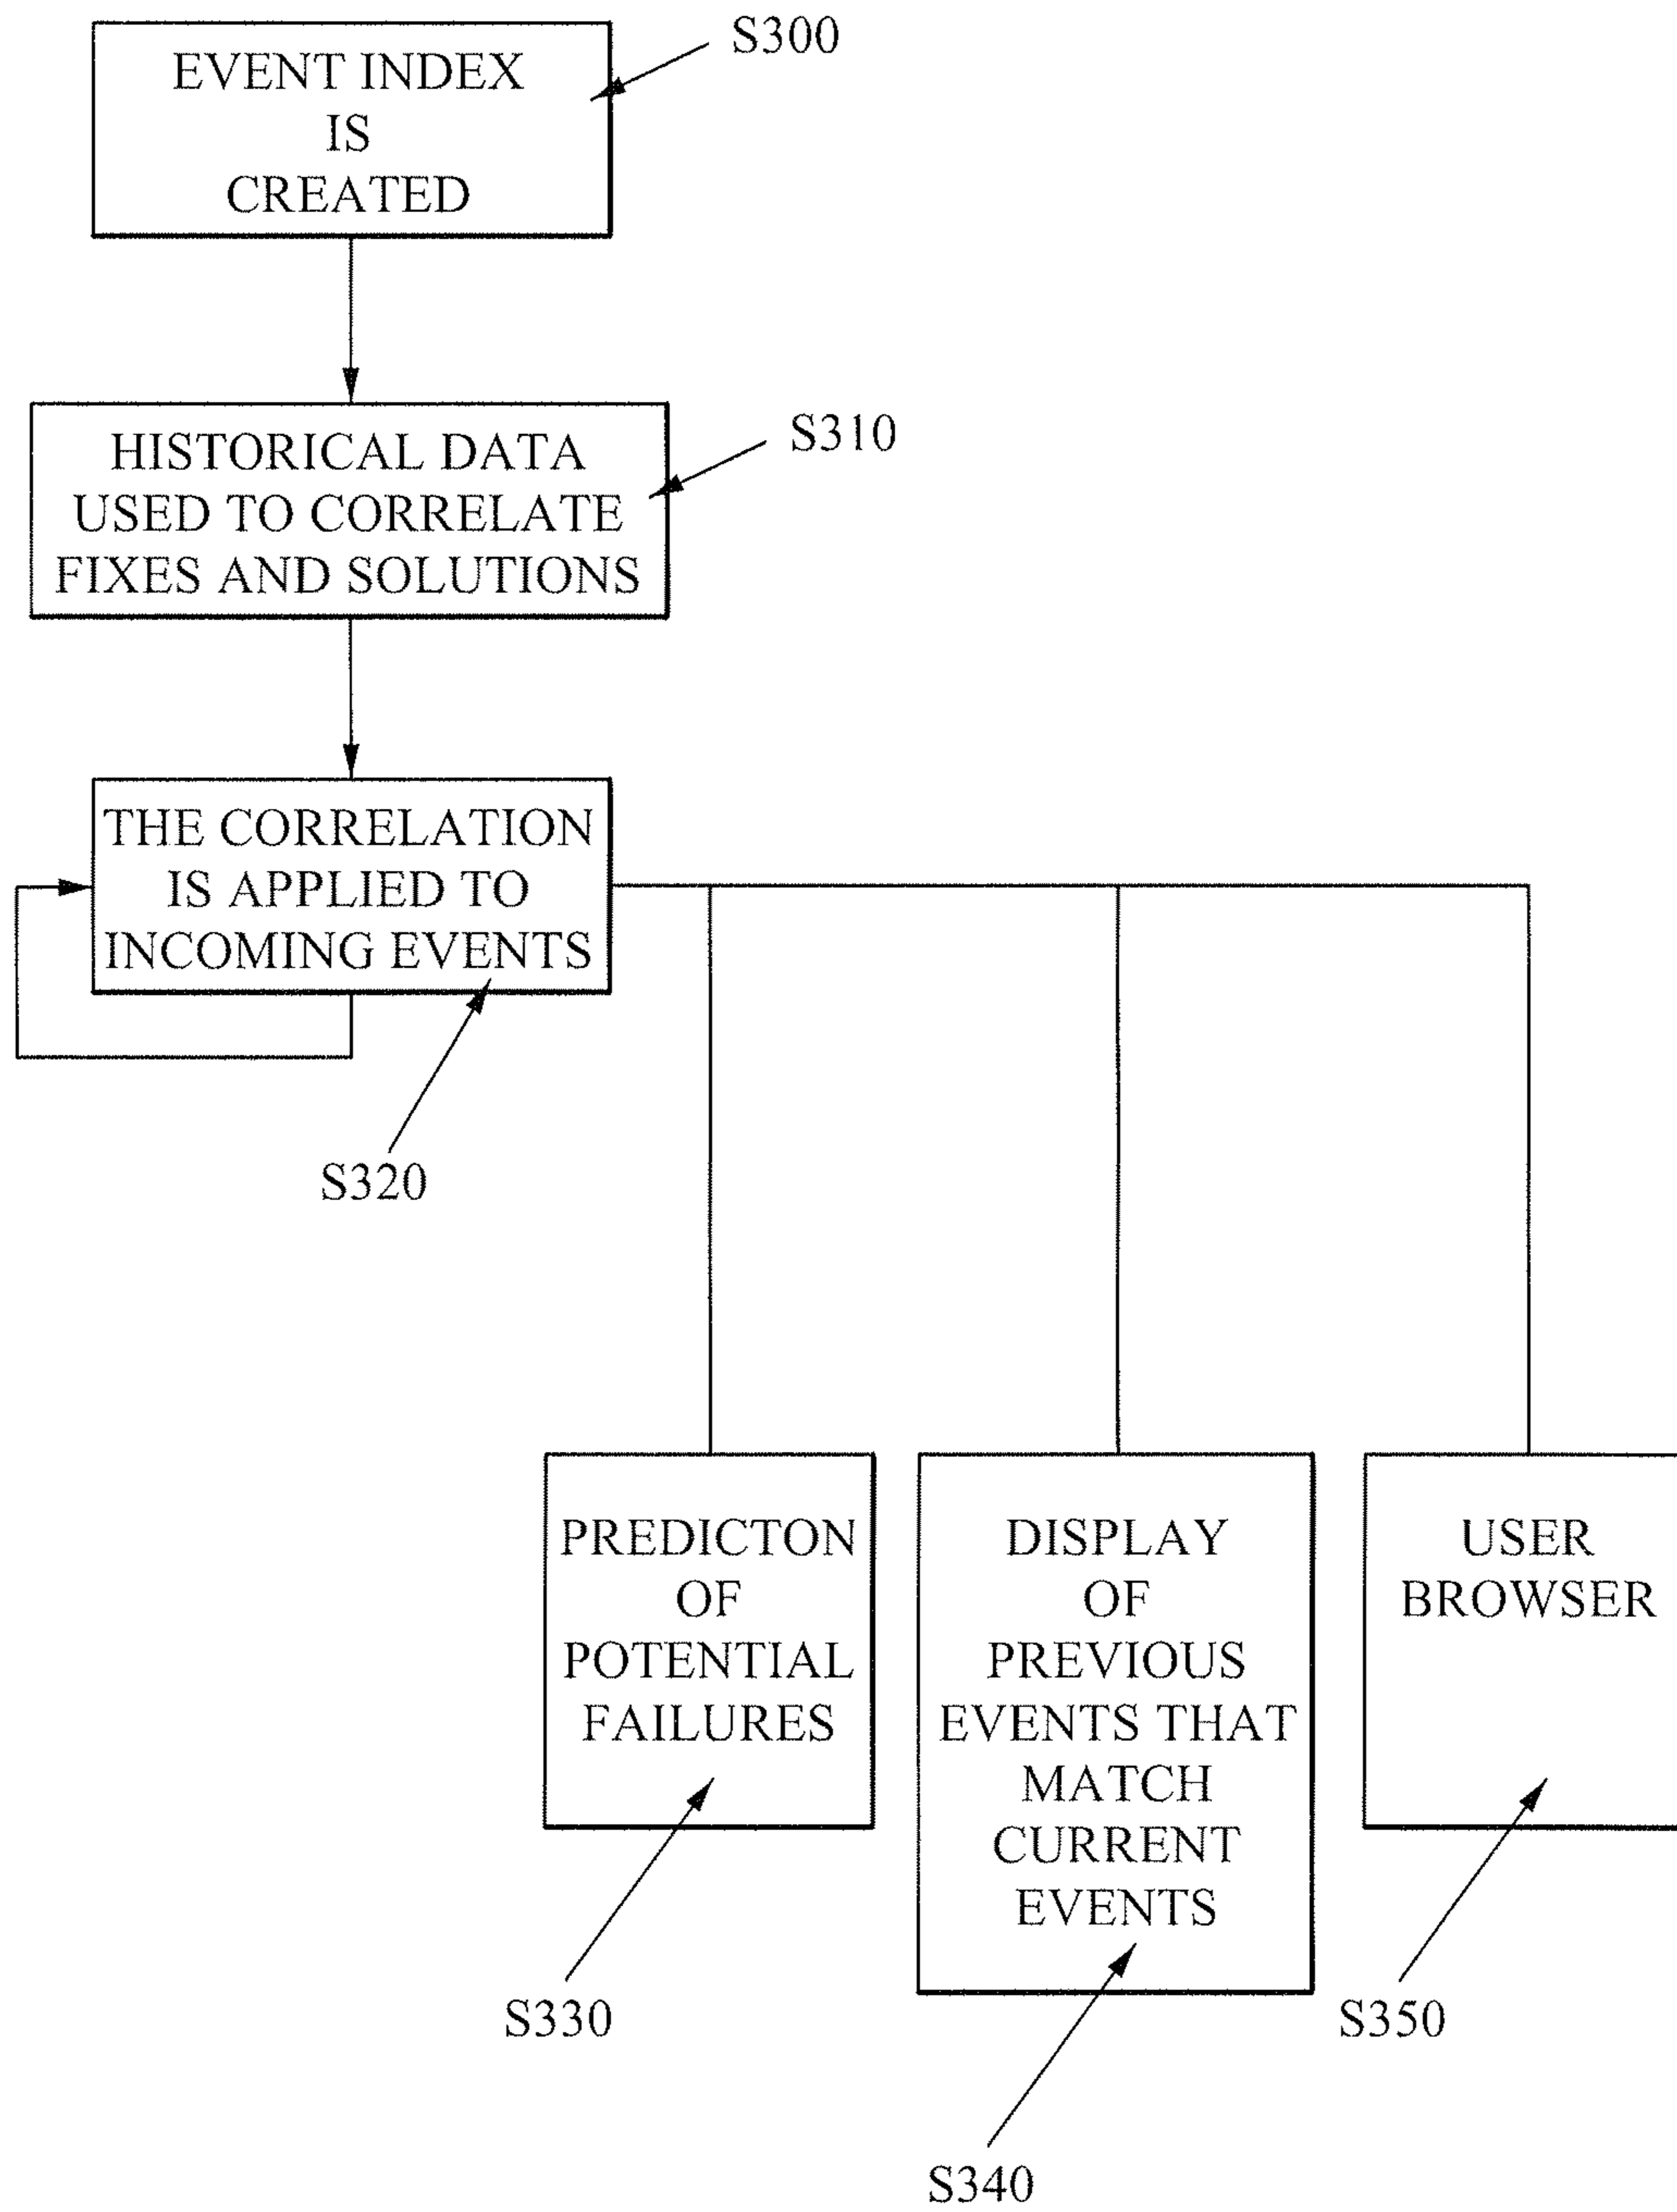 S300
EVENT INDEX
IS
CREATED
S310
HISTORICAL DATA
USED TO CORRELATE
FIXES AND SOLUTIONS
THE CORRELATION
IS APPLIED TO
INCOMING EVENTS
S320
PREDICTON
OF
POTENTIAL
FAILURES
S330
DISPLAY
OF
PREVIOUS
EVENTS THAT
MATCH
CURRENT
EVENTS
S340
USER
BROWSER
S350